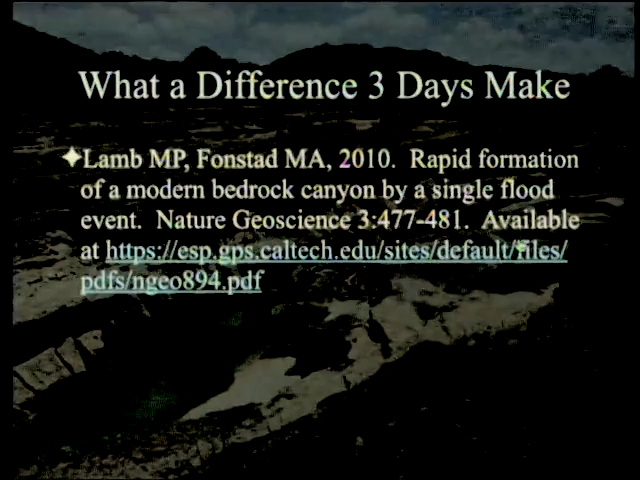 What a Difference 3 Days Make
✦Lamb MP, Fonstad MA, 2010. Rapid formation
of a modern bedrock canyon by a single flood
event. Nature Geoscience 3:477-481. Available
at https://esp.gps.caltech.edu/sites/default/files/
pdfs/ngeo894.pdf